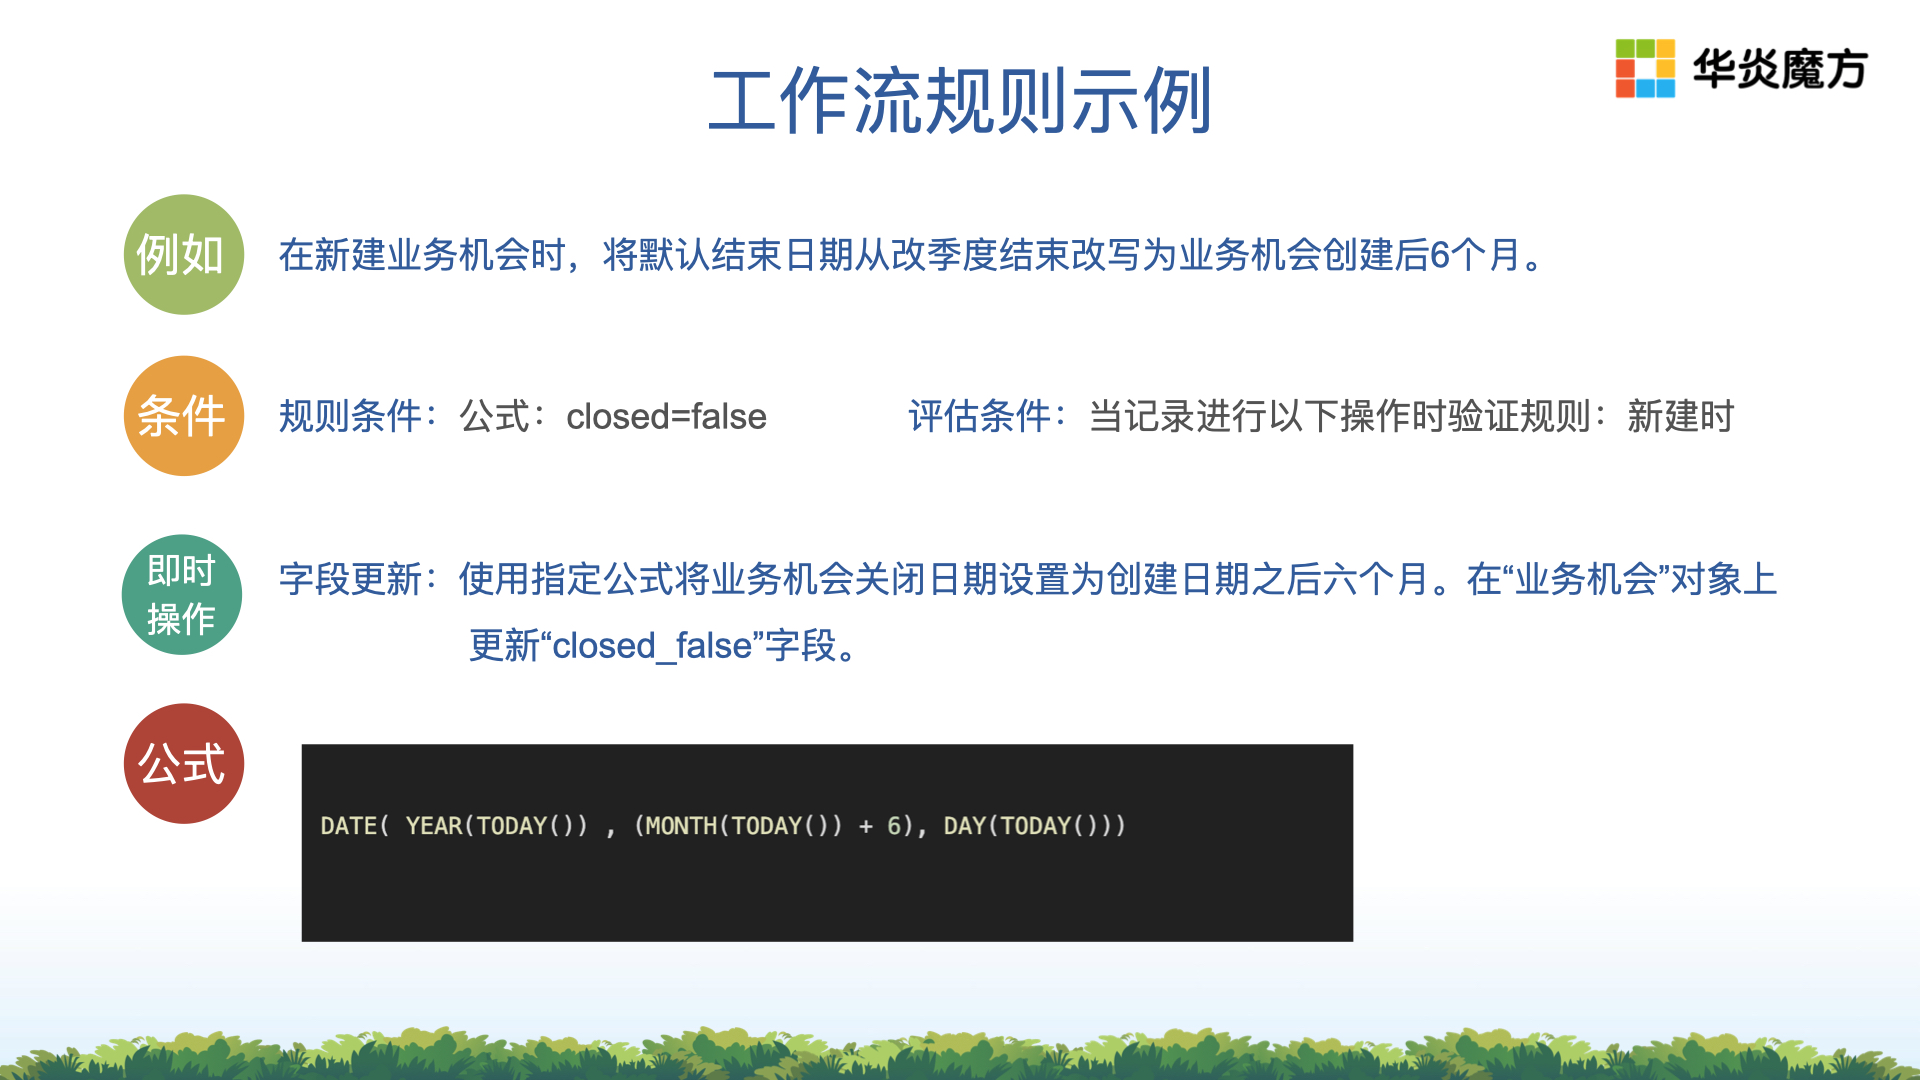 华炎魔方
工作流规则示例
例如
在新建业务机会时，将默认结束日期从改季度结束改写为业务机会创建后6个月。
条件
规则条件：公式：closed=false
评估条件：当记录进行以下操作时验证规则：新建时
即时
操作
字段更新：使用指定公式将业务机会关闭日期设置为创建日期之后六个月。在“业务机会”对象上
更新“closed_false”字段。
公式
DATE( YEAR(TODAY()) , (MONTH(TODAY()) + 6), DAY(TODAY()))